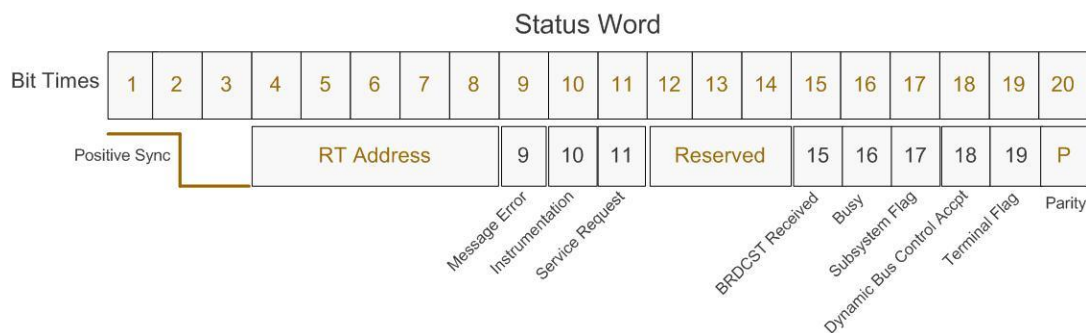 Status Word
Bit Times 1 2 3 4 5 6 7 8 9 10 11 12 13 14 15 16 17 18 19 20
Positive Sync RT Address 9 10 11 Reserved 15 16 17 18 19 P
Message Error
Instrumentation
Service Request
BRDCST Received
Busy
Subsystem Flag
Dynamic Bus Control Accpt
Terminal Flag
Parity